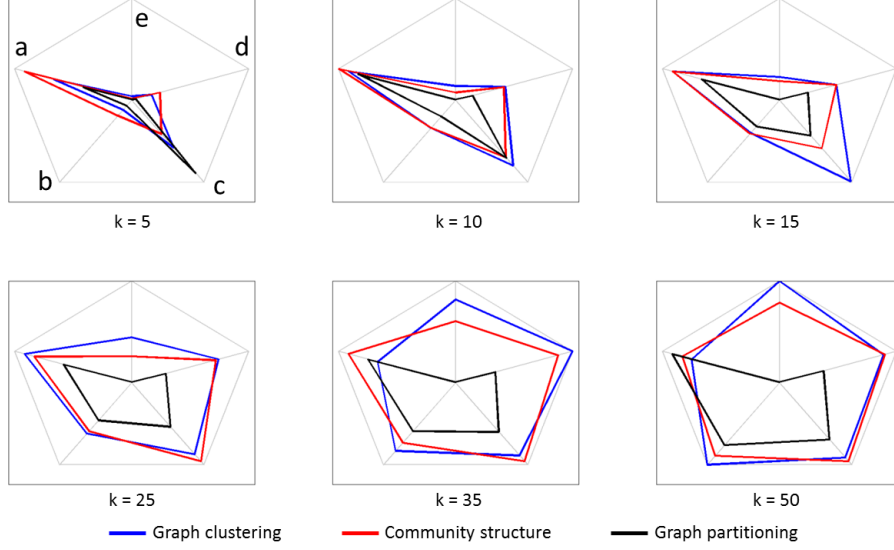 e
a
d
b
c
k = 5
k = 10
k = 15
k = 25
k = 35
k = 50
Graph clustering
Community structure
Graph partitioning